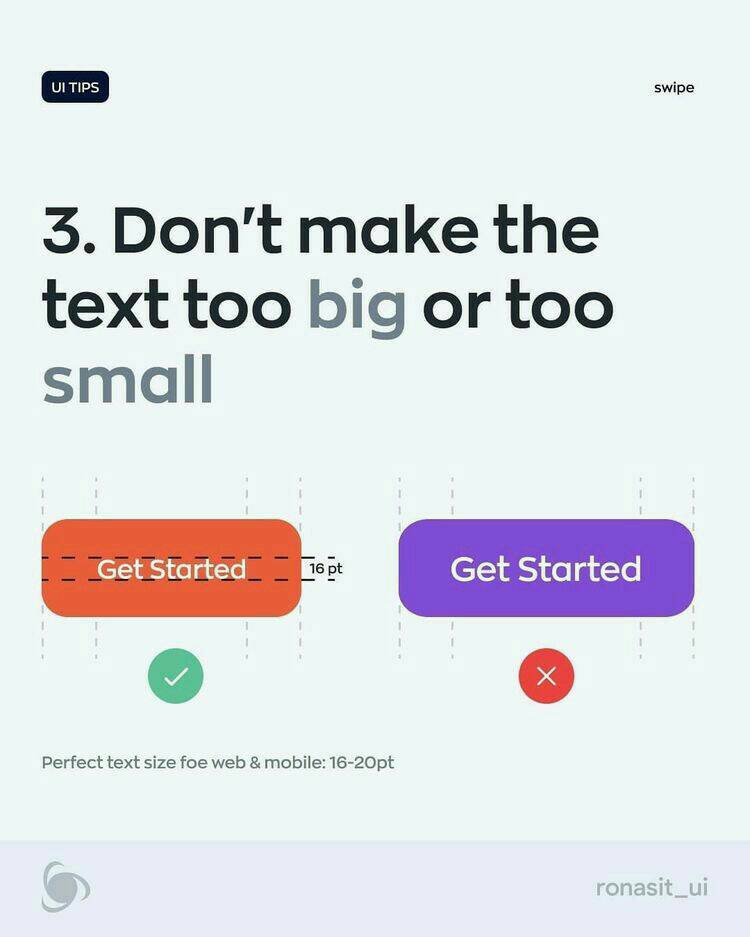 UI TIPS
swipe
3. Don't make the
text too big or too
small
Get Started
16 pt
Get Started
Perfect text size foe web & mobile: 16-20pt
ronasit_ui